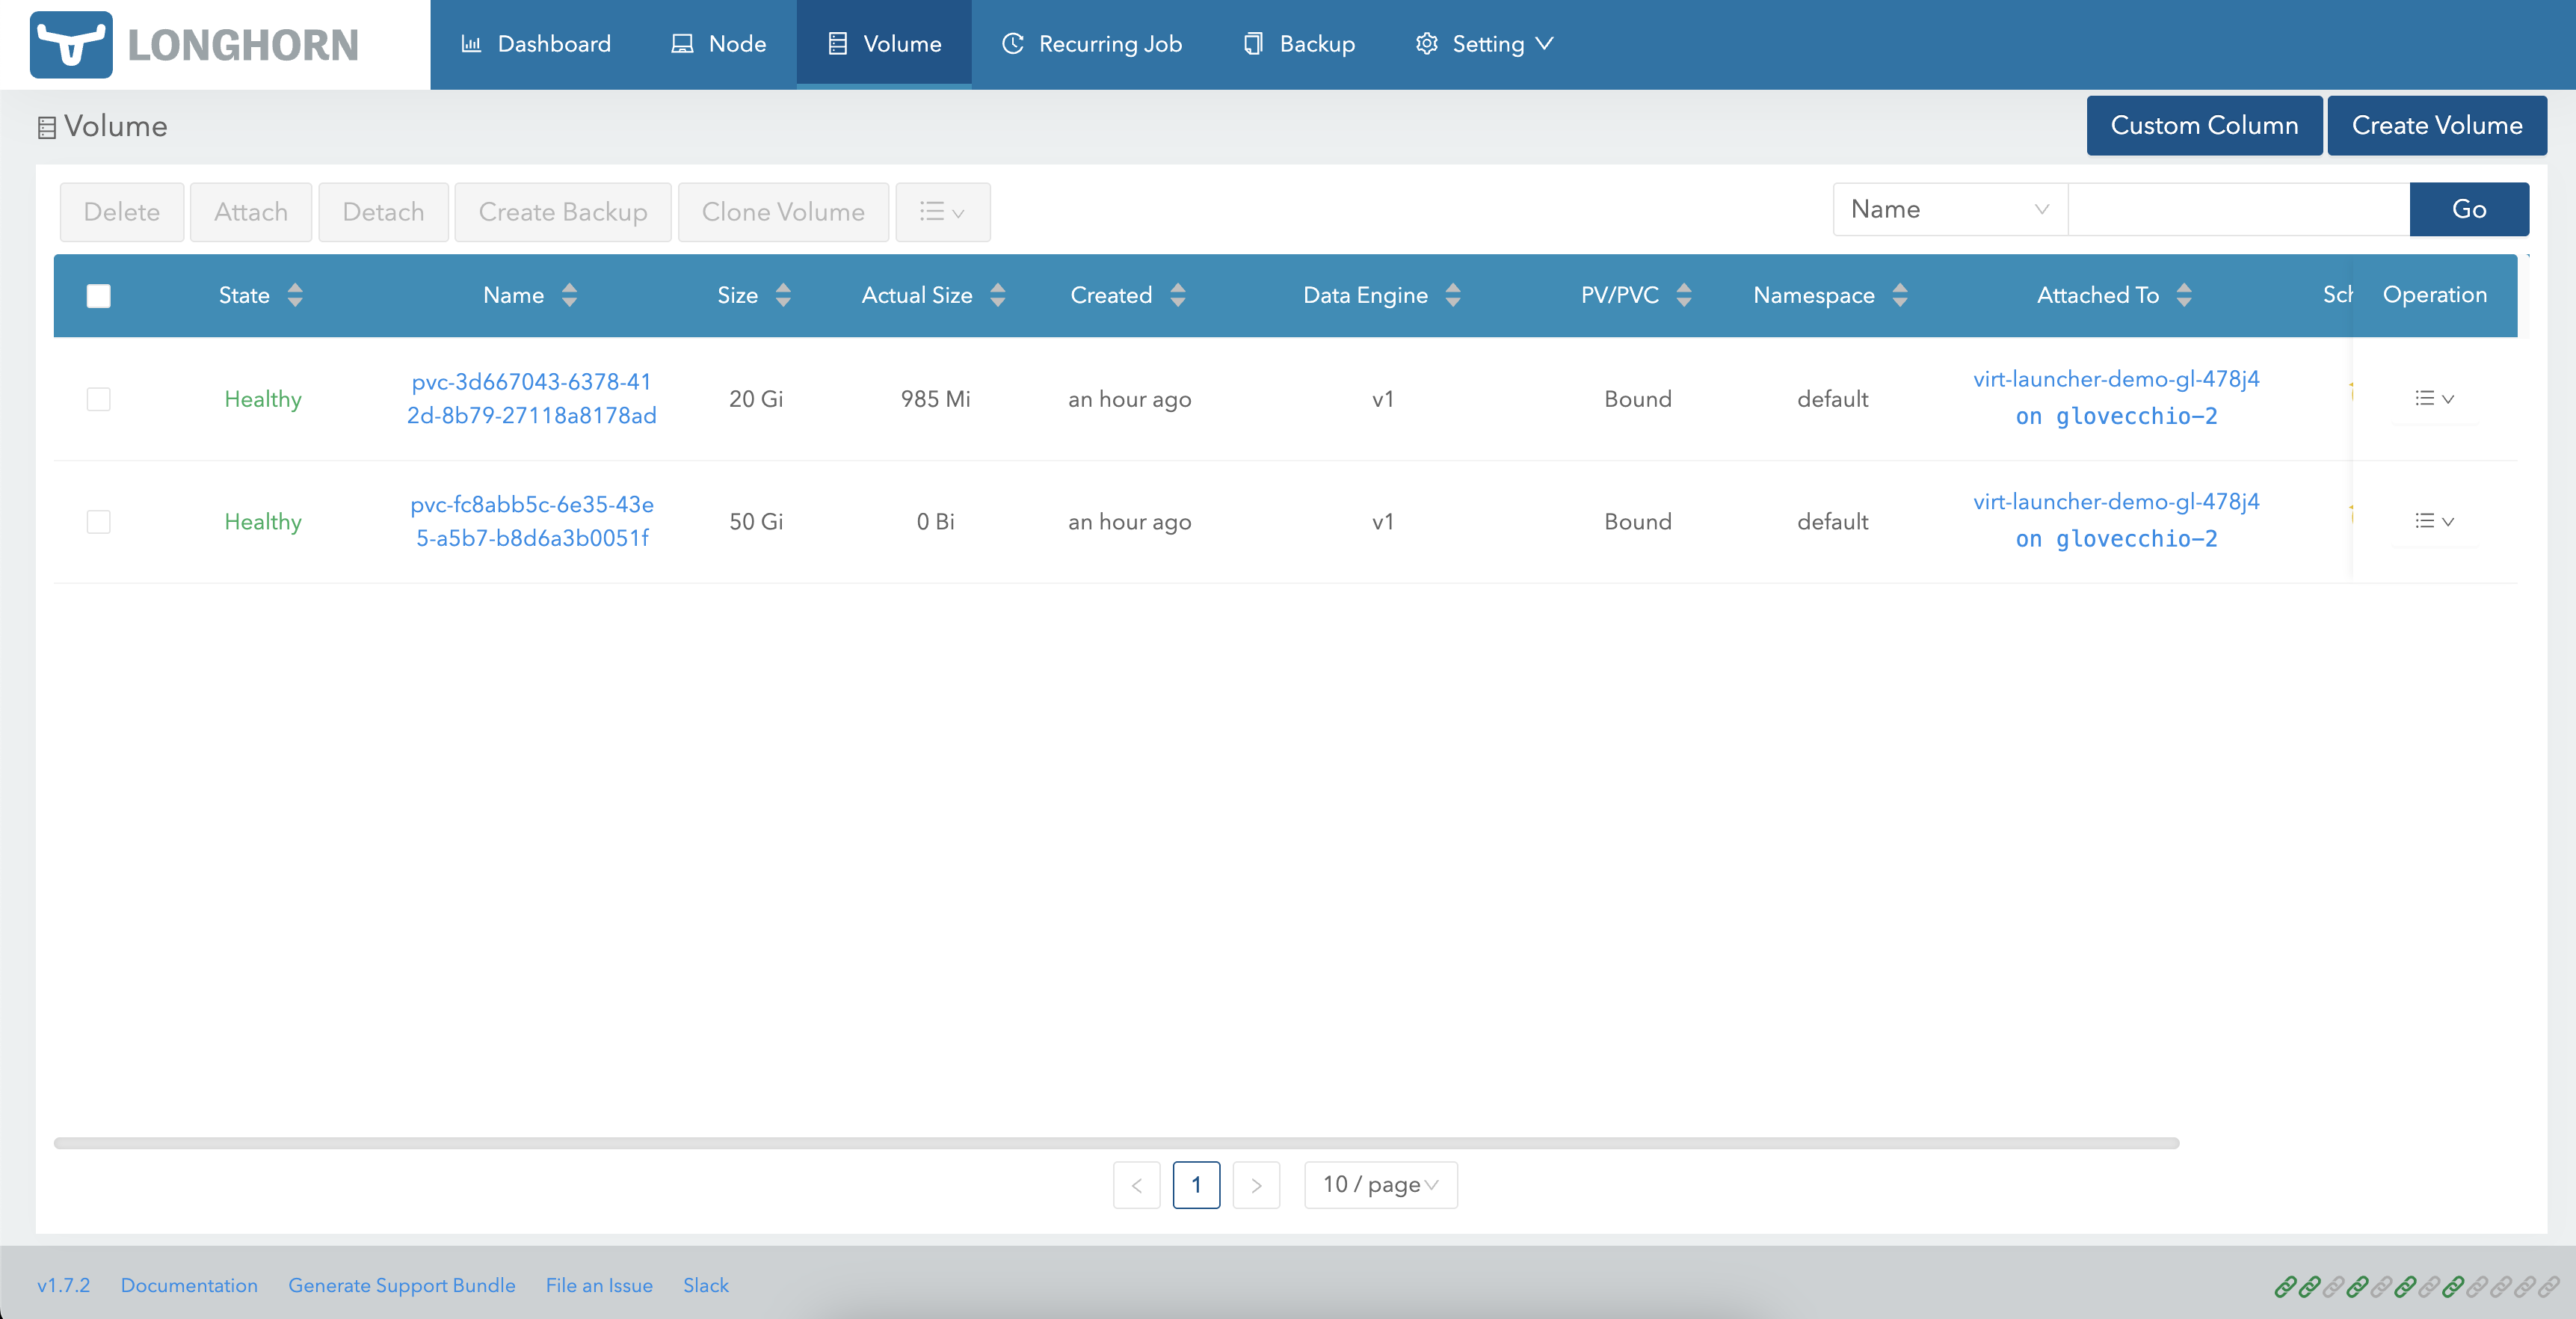 LONGHORN
Dashboard
Node
Volume
Recurring Job
Backup
Setting
Volume
Custom Column
Create Volume
Delete
Attach
Detach
Create Backup
Clone Volume
Name
Go
State
Name
Size
Actual Size
Created
Data Engine
PV/PVC
Namespace
Attached To
Sch
Operation
Healthy
pvc-3d667043-6378-41
2d-8b79-27118a8178ad
20 Gi
985 Mi
an hour ago
v1
Bound
default
virt-launcher-demo-gl-478j4
on glovecchio-2
Healthy
pvc-fc8abb5c-6e35-43e
5-a5b7-b8d6a3b0051f
50 Gi
0 Bi
an hour ago
v1
Bound
default
virt-launcher-demo-gl-478j4
on glovecchio-2
1
10 / page
v1.7.2
Documentation
Generate Support Bundle
File an Issue
Slack